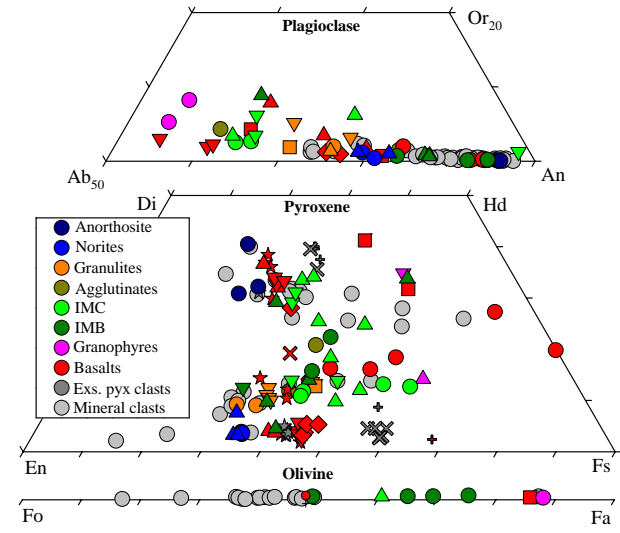 Plagioclase
Or20
Ab50
An
Di
Pyroxene
Hd
Anorthosite
Norites
Granulites
Agglutinates
IMC
IMB
Granophyres
Basalts
Exs. pyx clasts
Mineral clasts
En
Fs
Olivine
Fo
Fa